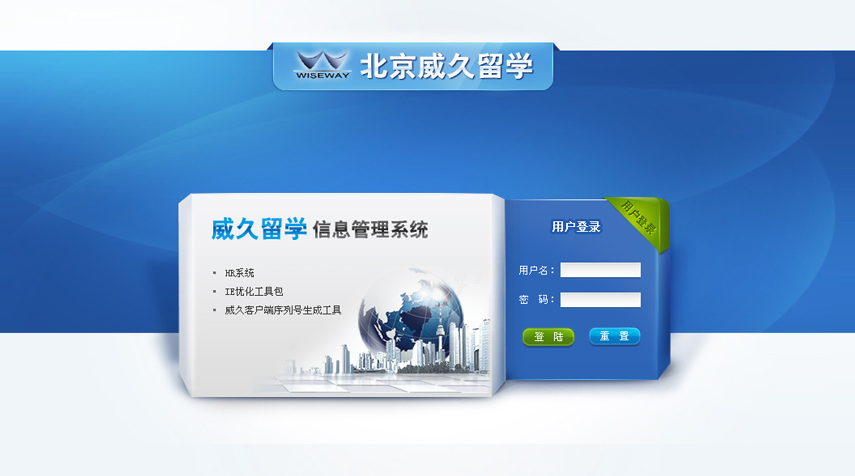 WISEWAY 北京威久留学
威久留学 信息管理系统
HR系统
IE优化工具包
威久客户端序列号生成工具
用户登录
用户登录
用户名：
密 码：
登 陆 重 置